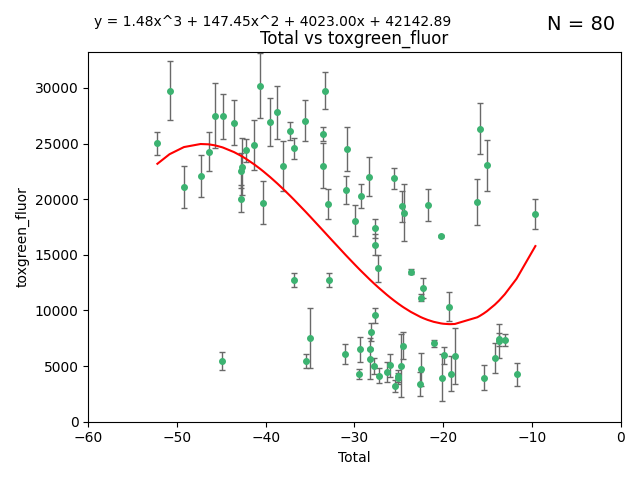 y = 1.48x^3 + 147.45x^2 + 4023.00x + 42142.89
N = 80
Total vs toxgreen_fluor
30000
25000
20000
15000
10000
5000
0
toxgreen_fluor
−60
−50
−40
−30
−20
−10
0
Total